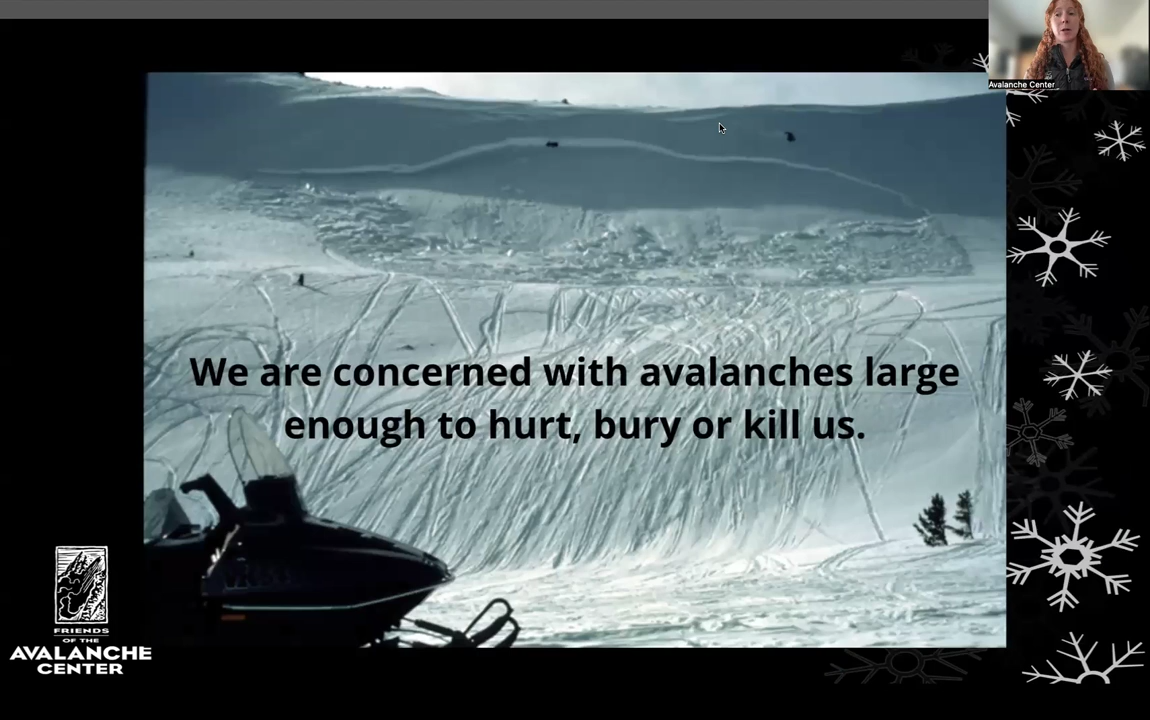 Avalanche Center
We are concerned with avalanches large
enough to hurt, bury or kill us.
FRIENDS
OF THE
AVALANCHE
CENTER